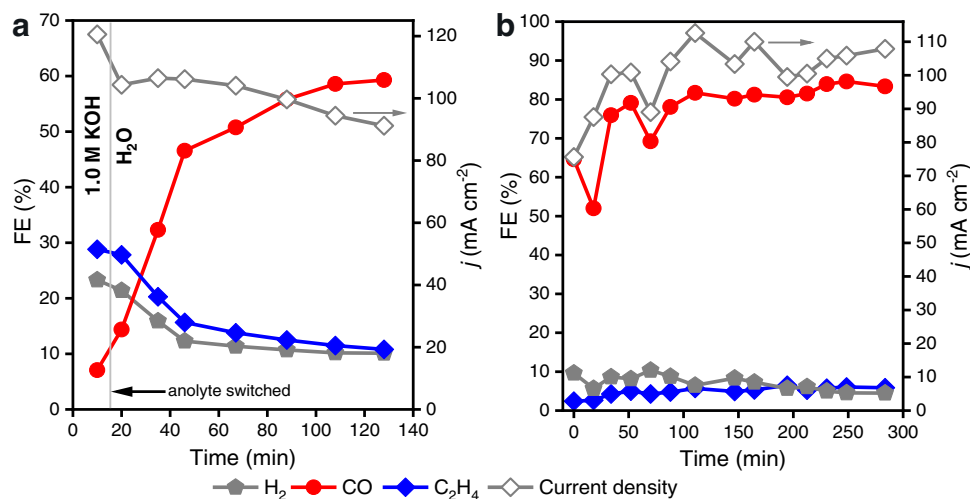 a
FE (%)
70
60
50
40
30
20
10
0
1.0 M KOH
H₂O
anolyte switched
0 20 40 60 80 100 120 140
Time (min)
120
100
80
60
40
20
0
j (mA cm⁻²)
b
FE (%)
100
90
80
70
60
50
40
30
20
10
0
0 50 100 150 200 250 300
Time (min)
110
100
90
80
70
60
50
40
30
20
10
0
j (mA cm⁻²)
H₂ CO C₂H₄ Current density